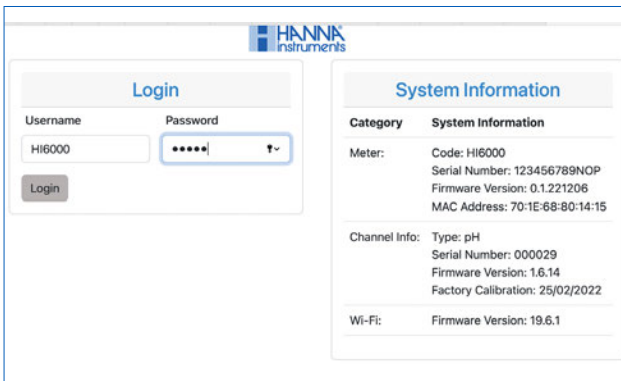 HANNA
instruments
Login
Username Password
HI6000 •••••
Login
System Information
Category System Information
Meter: Code: HI6000
Serial Number: 123456789NOP
Firmware Version: 0.1.221206
MAC Address: 70:1E:68:80:14:15
Channel Info: Type: pH
Serial Number: 000029
Firmware Version: 1.6.14
Factory Calibration: 25/02/2022
Wi-Fi: Firmware Version: 19.6.1